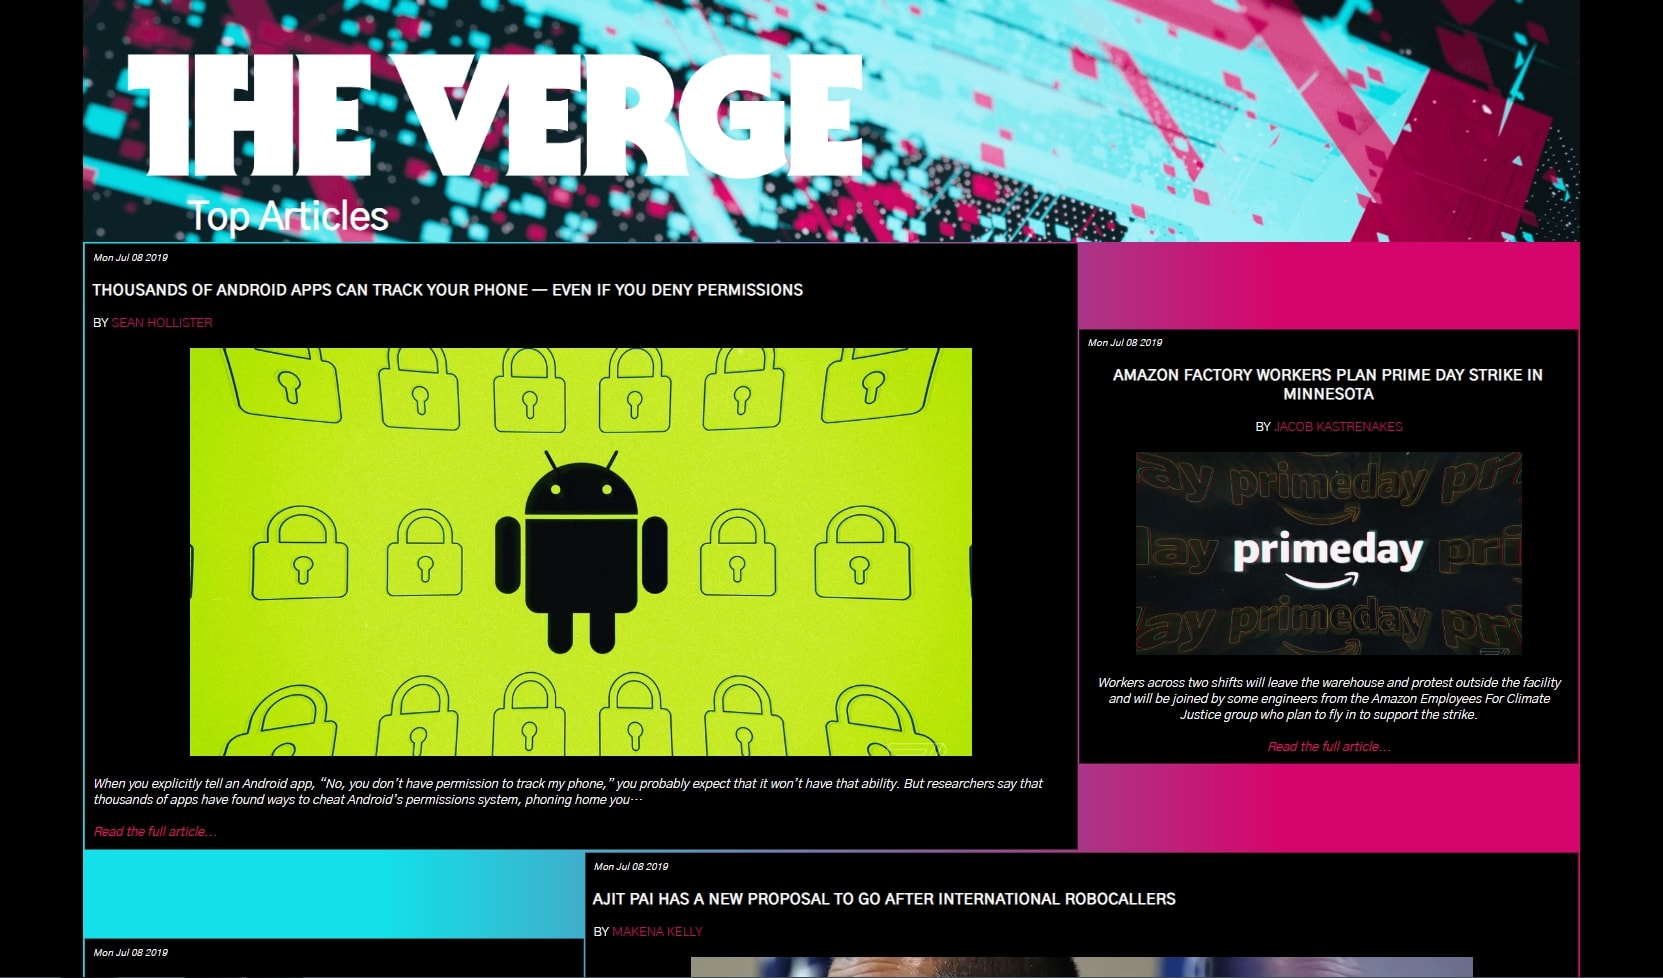 THE VERGE
Top Articles
Mon Jul 08 2019
THOUSANDS OF ANDROID APPS CAN TRACK YOUR PHONE — EVEN IF YOU DENY PERMISSIONS
BY SEAN HOLLISTER
When you explicitly tell an Android app, “No, you don’t have permission to track my phone,” you probably expect that it won’t have that ability. But researchers say that
thousands of apps have found ways to cheat Android’s permissions system, phoning home you…
Read the full article...
Mon Jul 08 2019
AMAZON FACTORY WORKERS PLAN PRIME DAY STRIKE IN
MINNESOTA
BY JACOB KASTRENAKES
ay primeday pr
day primeday pri
ay primeday pri
Workers across two shifts will leave the warehouse and protest outside the facility
and will be joined by some engineers from the Amazon Employees For Climate
Justice group who plan to fly in to support the strike.
Read the full article...
Mon Jul 08 2019
AJIT PAI HAS A NEW PROPOSAL TO GO AFTER INTERNATIONAL ROBOCALLERS
BY MAKENA KELLY
Mon Jul 08 2019